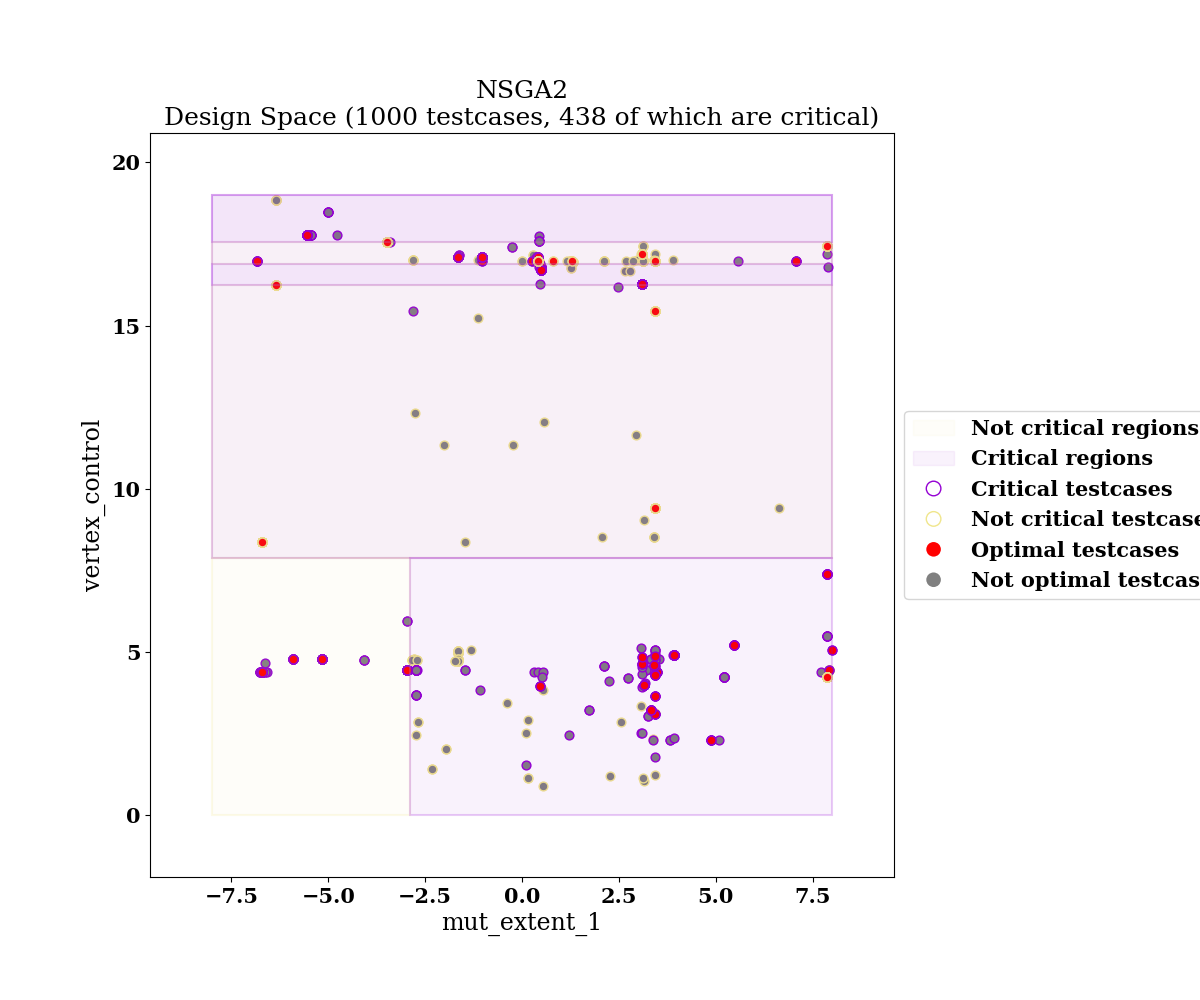 NSGA2
Design Space (1000 testcases, 438 of which are critical)
20
15
10
5
0
vertex_control
−7.5 −5.0 −2.5 0.0 2.5 5.0 7.5
mut_extent_1
Not critical regions
Critical regions
Critical testcases
Not critical testcase
Optimal testcases
Not optimal testcas